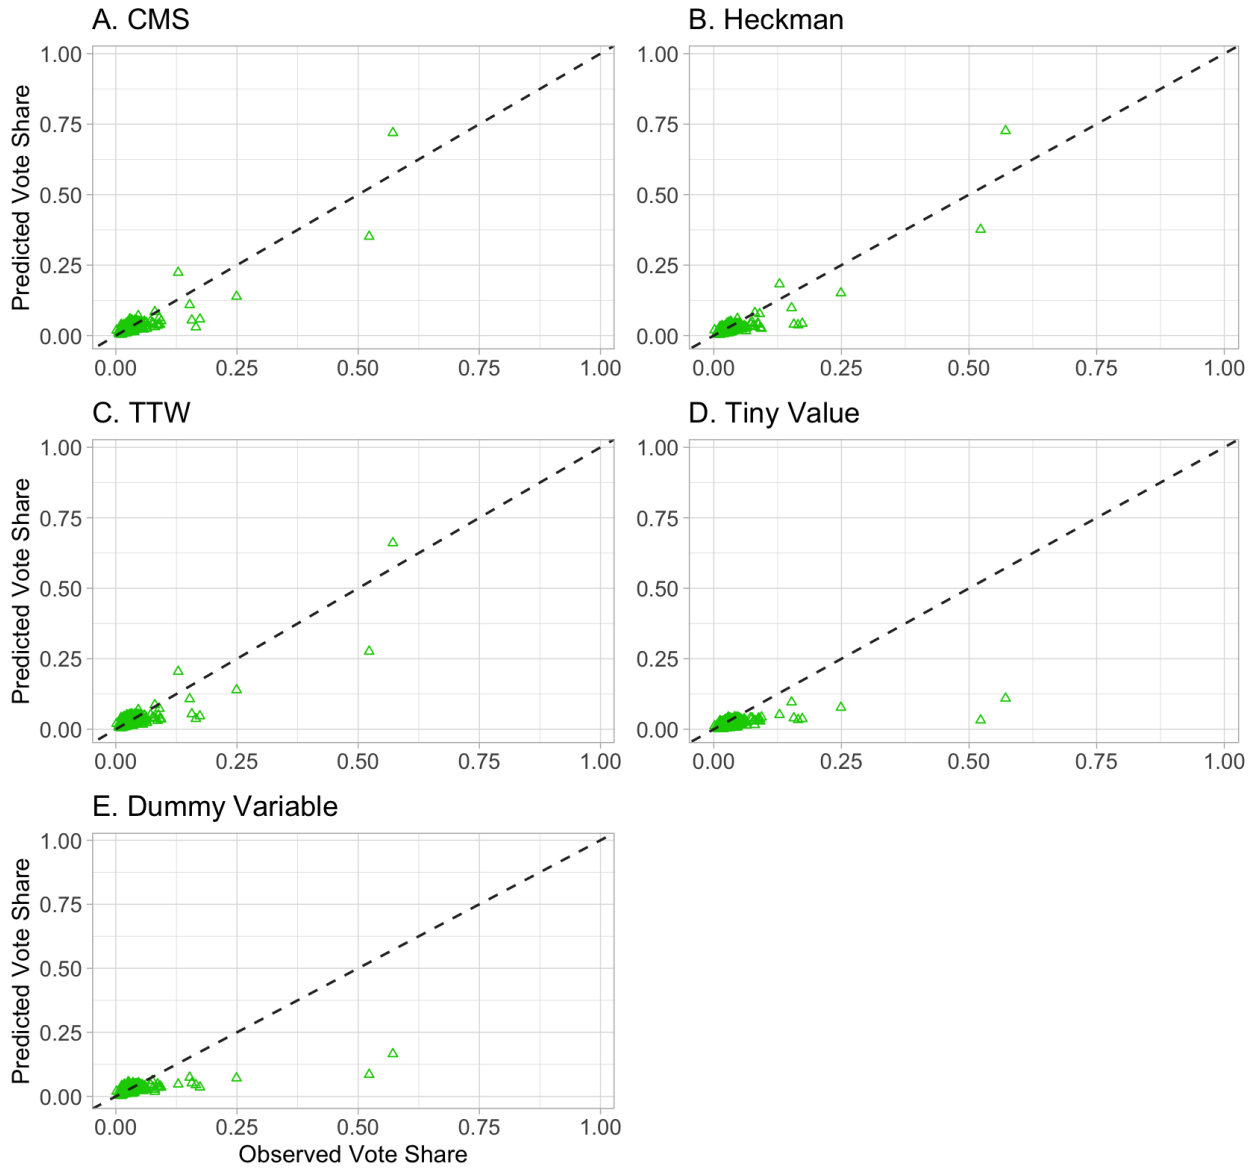 A. CMS
B. Heckman
Predicted Vote Share
1.00
0.75
0.50
0.25
0.00
0.00 0.25 0.50 0.75 1.00
1.00
0.75
0.50
0.25
0.00
0.00 0.25 0.50 0.75 1.00
C. TTW
D. Tiny Value
Predicted Vote Share
1.00
0.75
0.50
0.25
0.00
0.00 0.25 0.50 0.75 1.00
1.00
0.75
0.50
0.25
0.00
0.00 0.25 0.50 0.75 1.00
E. Dummy Variable
Predicted Vote Share
1.00
0.75
0.50
0.25
0.00
0.00 0.25 0.50 0.75 1.00
Observed Vote Share